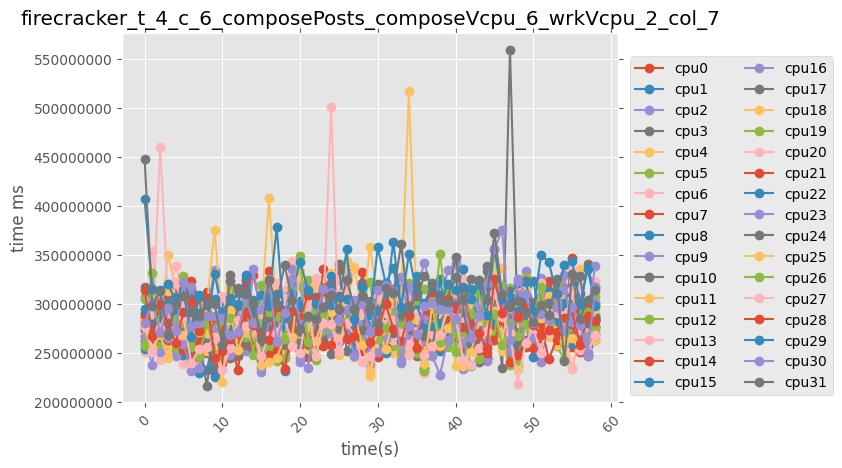 firecracker_t_4_c_6_composePosts_composeVcpu_6_wrkVcpu_2_col_7
time ms
550000000
500000000
450000000
400000000
350000000
300000000
250000000
200000000
0
10
20
30
40
50
60
time(s)
cpu0
cpu1
cpu2
cpu3
cpu4
cpu5
cpu6
cpu7
cpu8
cpu9
cpu10
cpu11
cpu12
cpu13
cpu14
cpu15
cpu16
cpu17
cpu18
cpu19
cpu20
cpu21
cpu22
cpu23
cpu24
cpu25
cpu26
cpu27
cpu28
cpu29
cpu30
cpu31